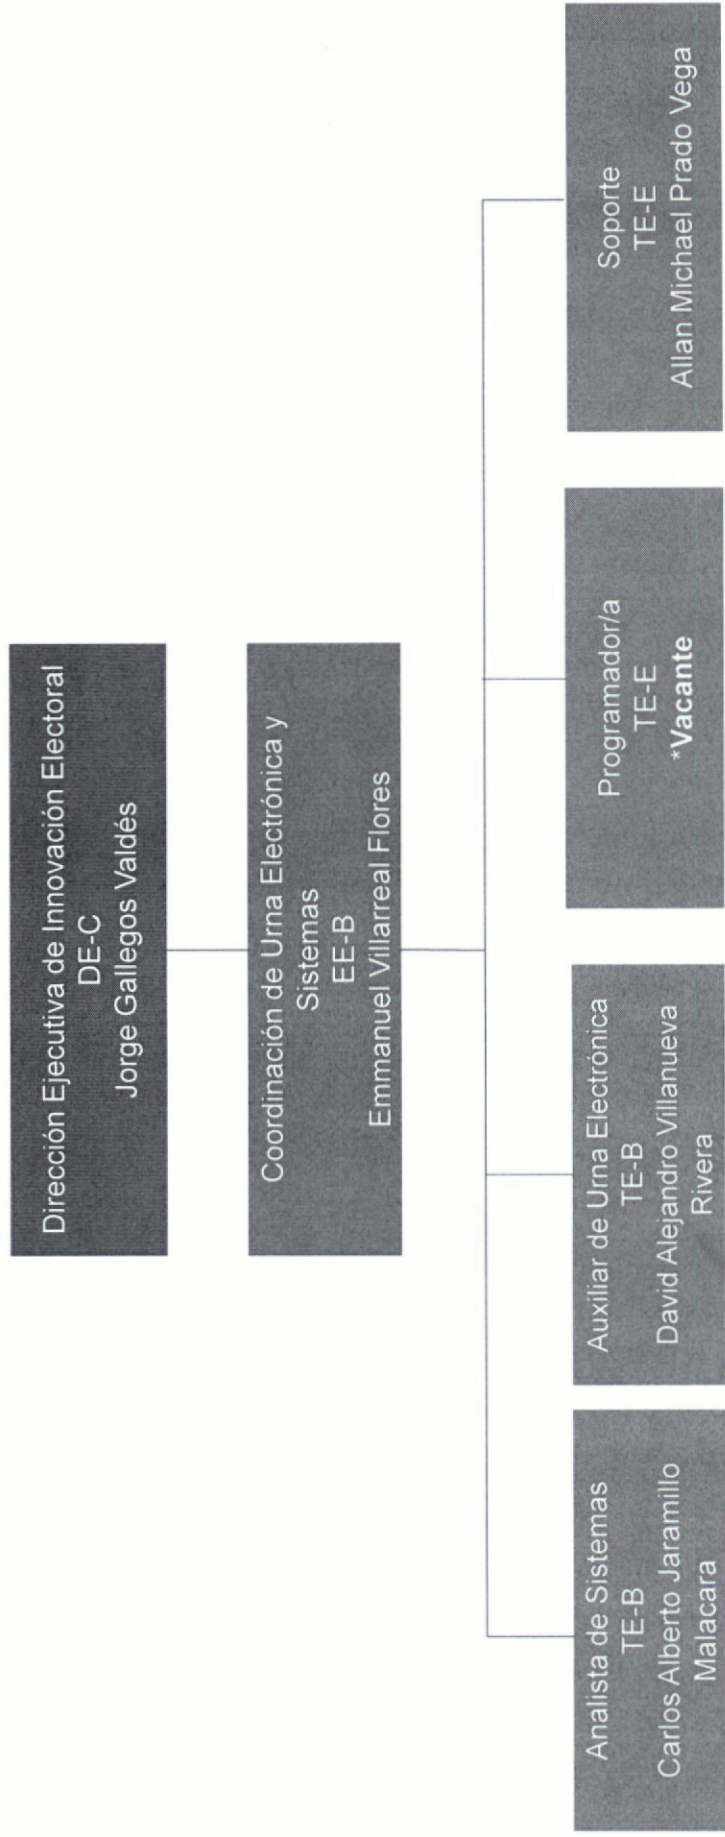 Dirección Ejecutiva de Innovación Electoral
DE-C
Jorge Gallegos Valdés
Coordinación de Urna Electrónica y
Sistemas
EE-B
Emmanuel Villarreal Flores
Analista de Sistemas
TE-B
Carlos Alberto Jaramillo
Malacara
Auxiliar de Urna Electrónica
TE-B
David Alejandro Villanueva
Rivera
Programador/a
TE-E
*Vacante
Soporte
TE-E
Allan Michael Prado Vega